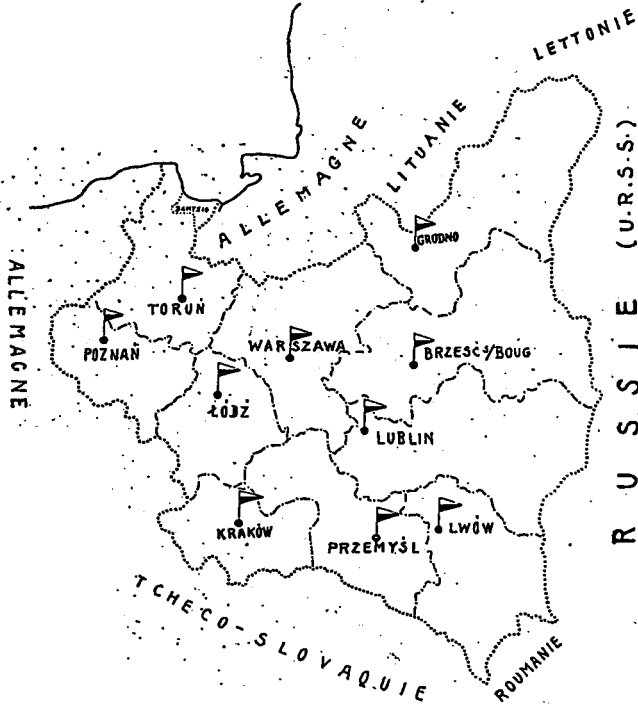 LETTONIE
LITUANIE
ALLEMAGNE
DANTZIG
GRODNO
ALLEMAGNE
TORUŃ
POZNAŃ
WARSZAWA
BRZEŚĆ S/BOUG
ŁÓDŹ
LUBLIN
RUSSIE (U.R.S.S.)
KRAKÓW
PRZEMYŚL
LWÓW
TCHECO-SLOVAQUIE
ROUMANIE